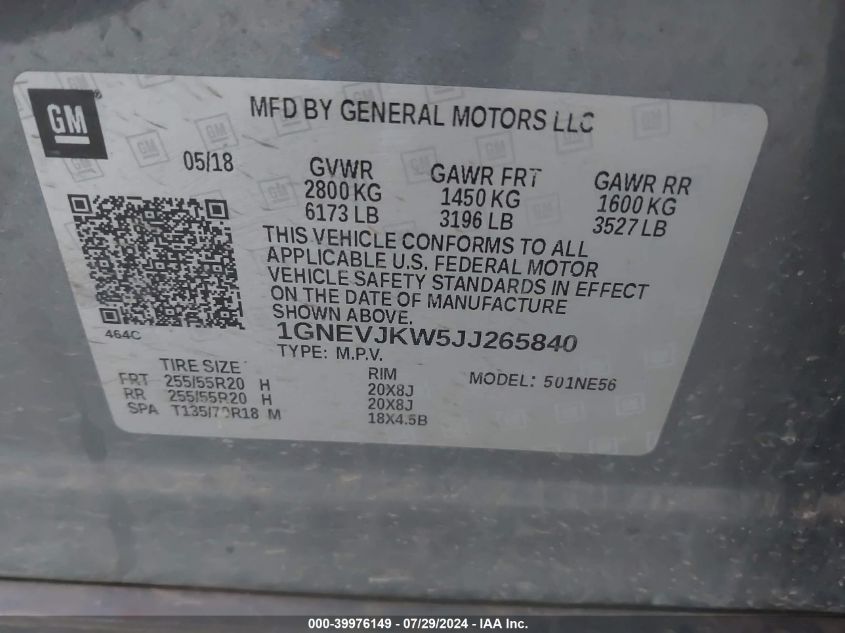 GM
MFD BY GENERAL MOTORS LLC
05/18
GVWR
2800 KG
6173 LB
GAWR FRT
1450 KG
3196 LB
GAWR RR
1600 KG
3527 LB
THIS VEHICLE CONFORMS TO ALL
APPLICABLE U.S. FEDERAL MOTOR
VEHICLE SAFETY STANDARDS IN EFFECT
ON THE DATE OF MANUFACTURE
SHOWN ABOVE.
464C
1GNEVJKW5JJ265840
TYPE: M.P.V.
MODEL: 501NE56
TIRE SIZE RIM
FRT 255/55R20 H 20X8J
RR 255/55R20 H 20X8J
SPA T135/70R18 M 18X4.5B
000-39976149 - 07/29/2024 - IAA Inc.